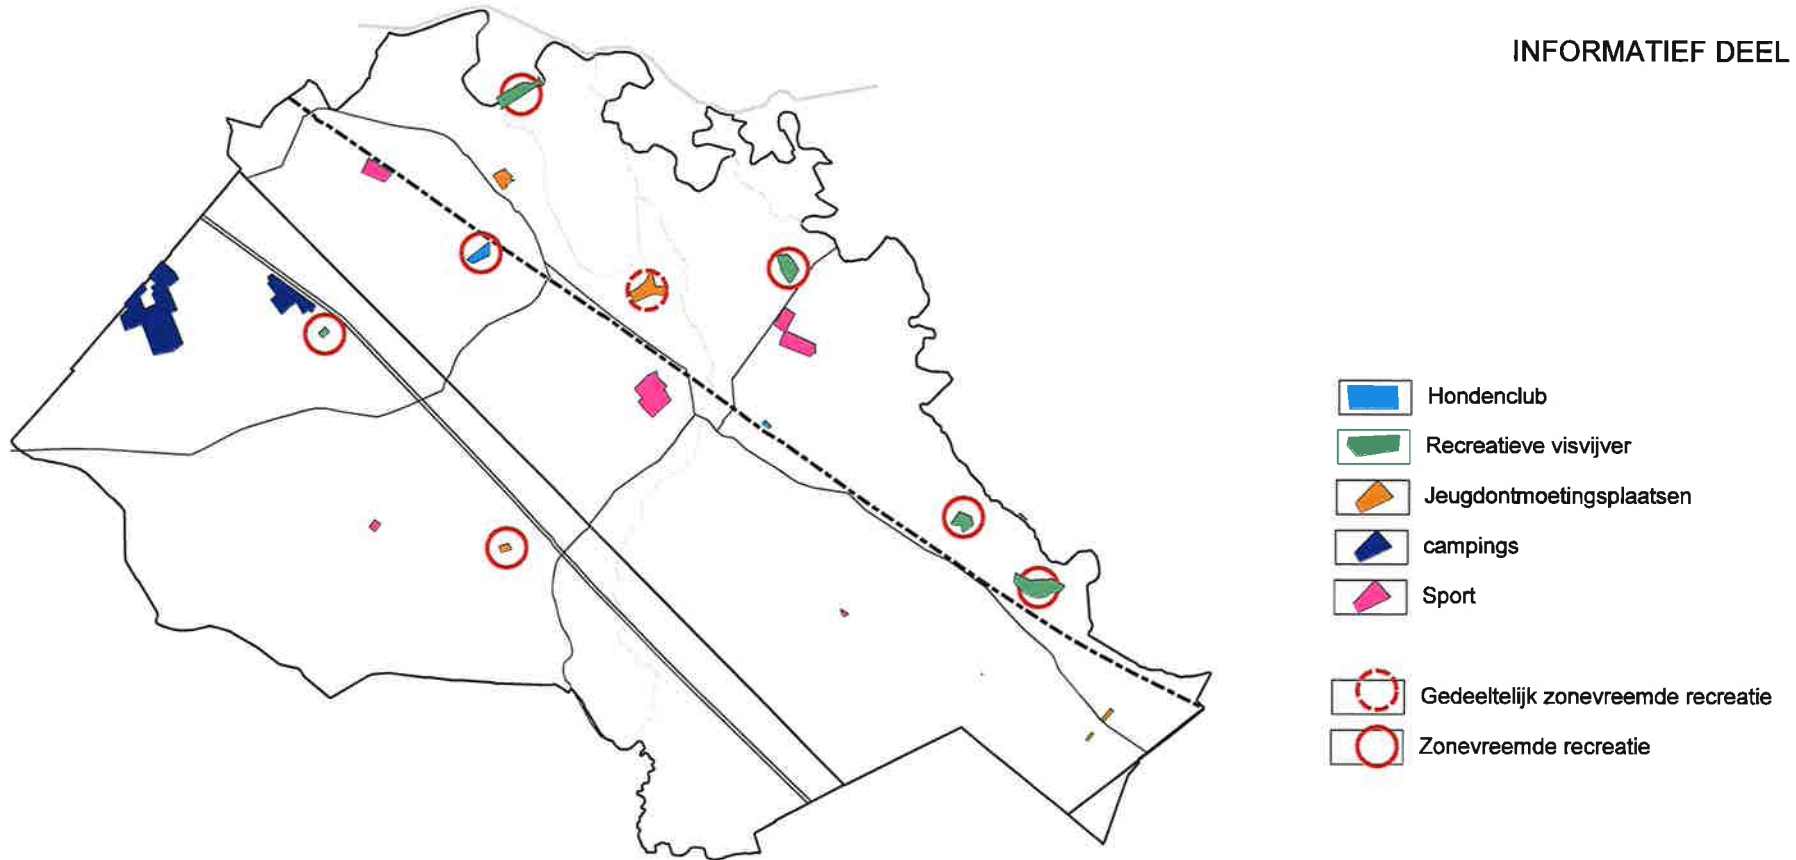 INFORMATIEF DEEL
Hondenclub
Recreatieve visvijver
Jeugdontmoetingsplaatsen
campings
Sport
Gedeeltelijk zonevreemde recreatie
Zonevreemde recreatie